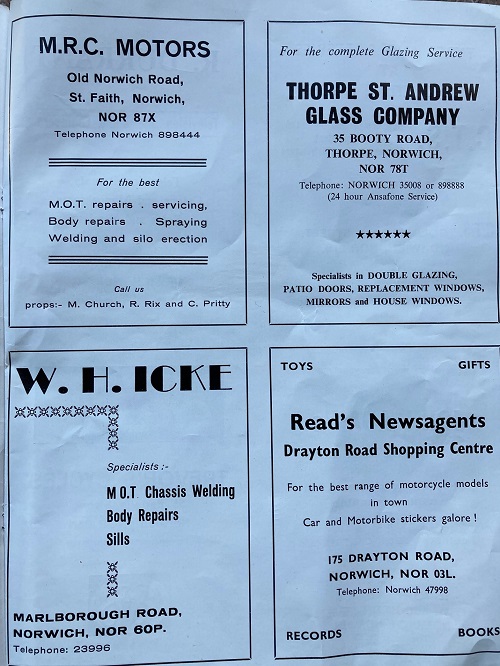 M.R.C. MOTORS
Old Norwich Road,
St. Faith, Norwich,
NOR 87X
Telephone Norwich 898444
For the best
M.O.T. repairs . servicing,
Body repairs . Spraying
Welding and silo erection
Call us
props:- M. Church, R. Rix and C. Pritty
For the complete Glazing Service
THORPE ST. ANDREW
GLASS COMPANY
35 BOOTY ROAD,
THORPE, NORWICH,
NOR 78T
Telephone: NORWICH 35008 or 898888
(24 hour Ansafone Service)
★★★★★★
Specialists in DOUBLE GLAZING,
PATIO DOORS, REPLACEMENT WINDOWS,
MIRRORS and HOUSE WINDOWS.
W. H. ICKE
Specialists :-
M O.T Chassis Welding
Body Repairs
Sills
MARLBOROUGH ROAD,
NORWICH, NOR 60P.
Telephone: 23996
TOYS GIFTS
Read's Newsagents
Drayton Road Shopping Centre
For the best range of motorcycle models
in town
Car and Motorbike stickers galore !
175 DRAYTON ROAD,
NORWICH, NOR 03L.
Telephone: Norwich 47998
RECORDS BOOKS